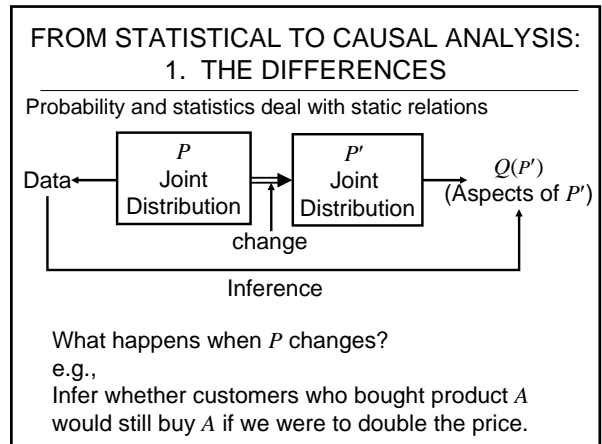 FROM STATISTICAL TO CAUSAL ANALYSIS:
1. THE DIFFERENCES
Probability and statistics deal with static relations
Data
P
Joint
Distribution
change
P′
Joint
Distribution
Q(P′)
(Aspects of P′)
Inference
What happens when P changes?
e.g.,
Infer whether customers who bought product A
would still buy A if we were to double the price.